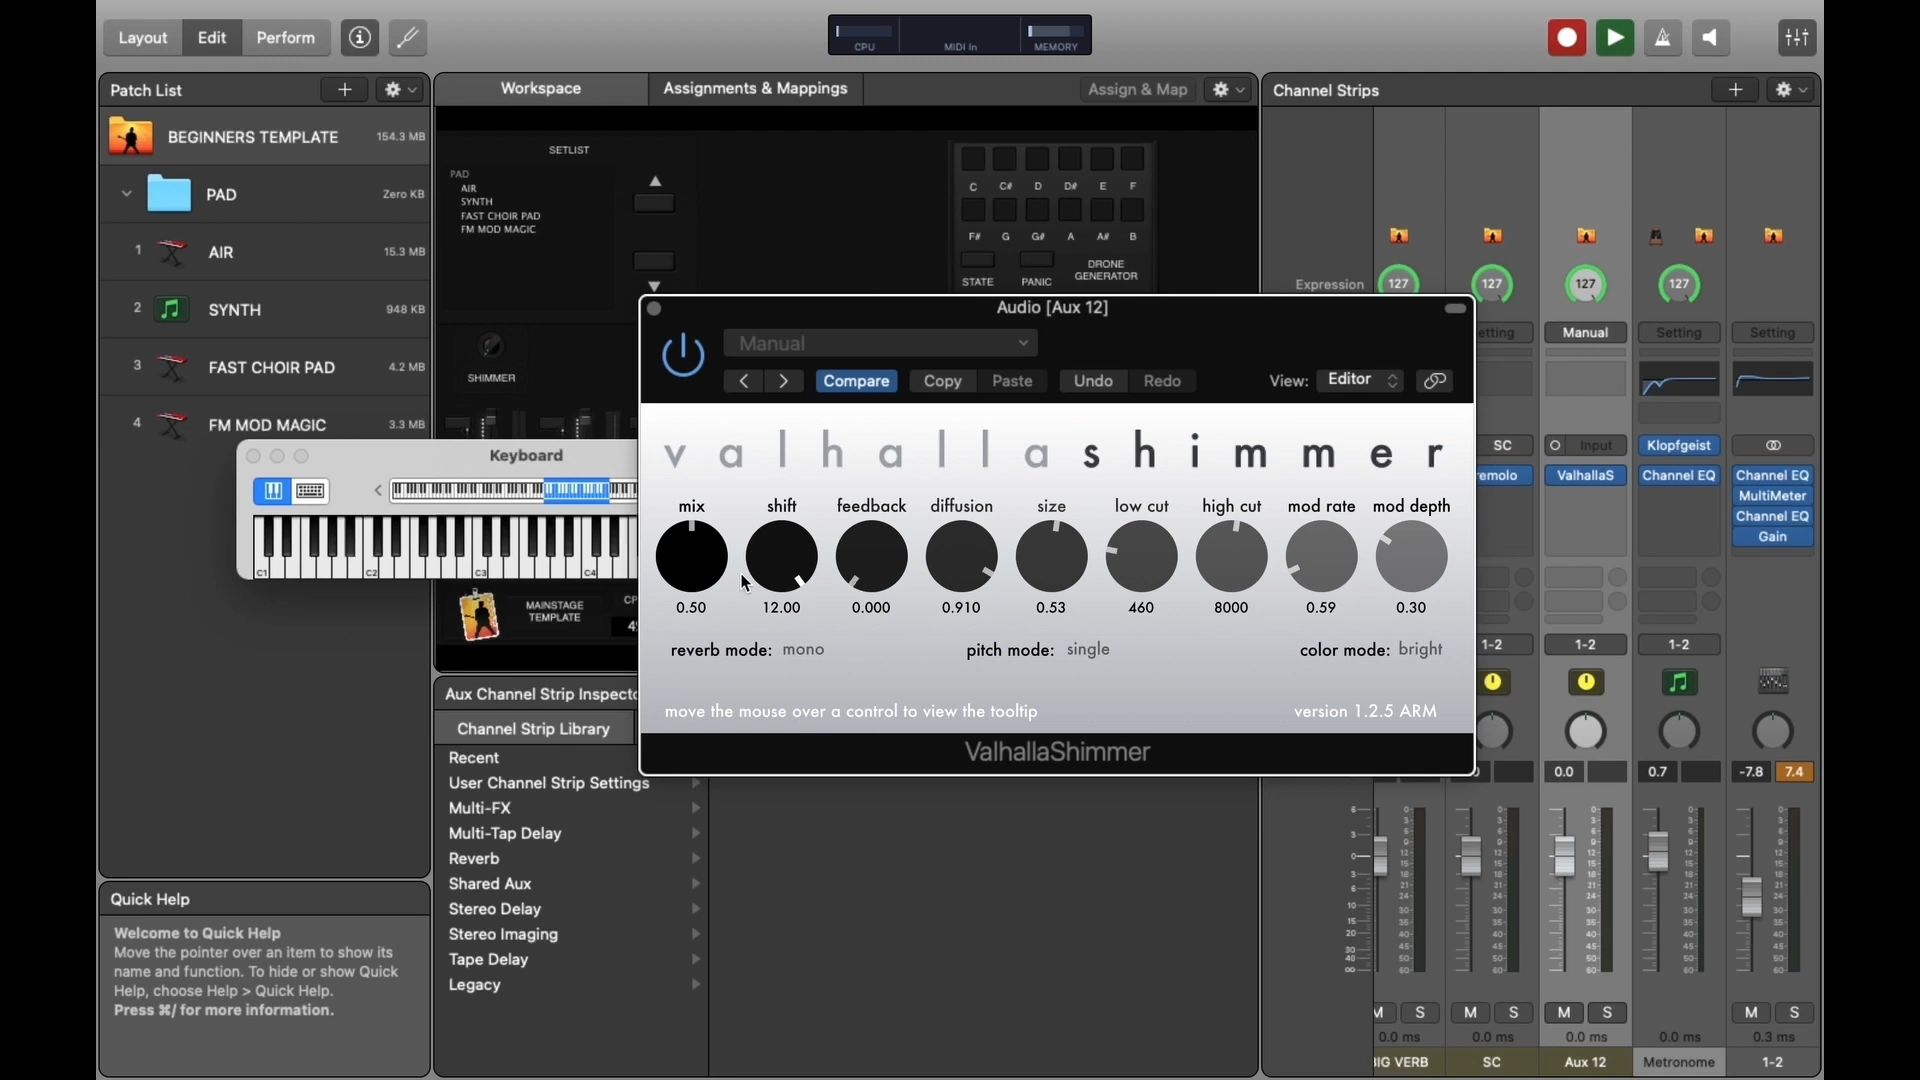 Layout Edit Perform
CPU MIDI In MEMORY
Patch List
BEGINNERS TEMPLATE 154.3 MB
PAD Zero KB
1 AIR 15.3 MB
2 SYNTH 948 KB
3 FAST CHOIR PAD 4.2 MB
4 FM MOD MAGIC 3.3 MB
Workspace Assignments & Mappings Assign & Map
SETLIST
PAD
AIR
SYNTH
FAST CHOIR PAD
FM MOD MAGIC
C C# D D# E F
F# G G# A A# B
STATE PANIC DRONE GENERATOR
SHIMMER
Keyboard
C1 C2 C3 C4
MAINSTAGE
TEMPLATE
Audio [Aux 12]
Manual
Compare Copy Paste Undo Redo View: Editor
valhallashimmer
mix shift feedback diffusion size low cut high cut mod rate mod depth
0.50 12.00 0.000 0.910 0.53 460 8000 0.59 0.30
reverb mode: mono pitch mode: single color mode: bright
move the mouse over a control to view the tooltip version 1.2.5 ARM
ValhallaShimmer
Channel Strip Library
Recent
User Channel Strip Settings
Multi-FX
Multi-Tap Delay
Reverb
Shared Aux
Stereo Delay
Stereo Imaging
Tape Delay
Legacy
Channel Strips
Expression 127 127 127 127
Manual Setting Setting
SC Input Klopfgeist
ValhallaS Channel EQ Channel EQ
MultiMeter
Channel EQ
Gain
1-2 1-2 1-2
0.0 0.7 -7.8 7.4
M S M S M S M S
0.0 ms 0.0 ms 0.0 ms 0.0 ms 0.3 ms
VERB SC Aux 12 Metronome 1-2
Quick Help
Welcome to Quick Help
Move the pointer over an item to show its
name and function. To hide or show Quick
Help, choose Help > Quick Help.
Press ⌘/ for more information.